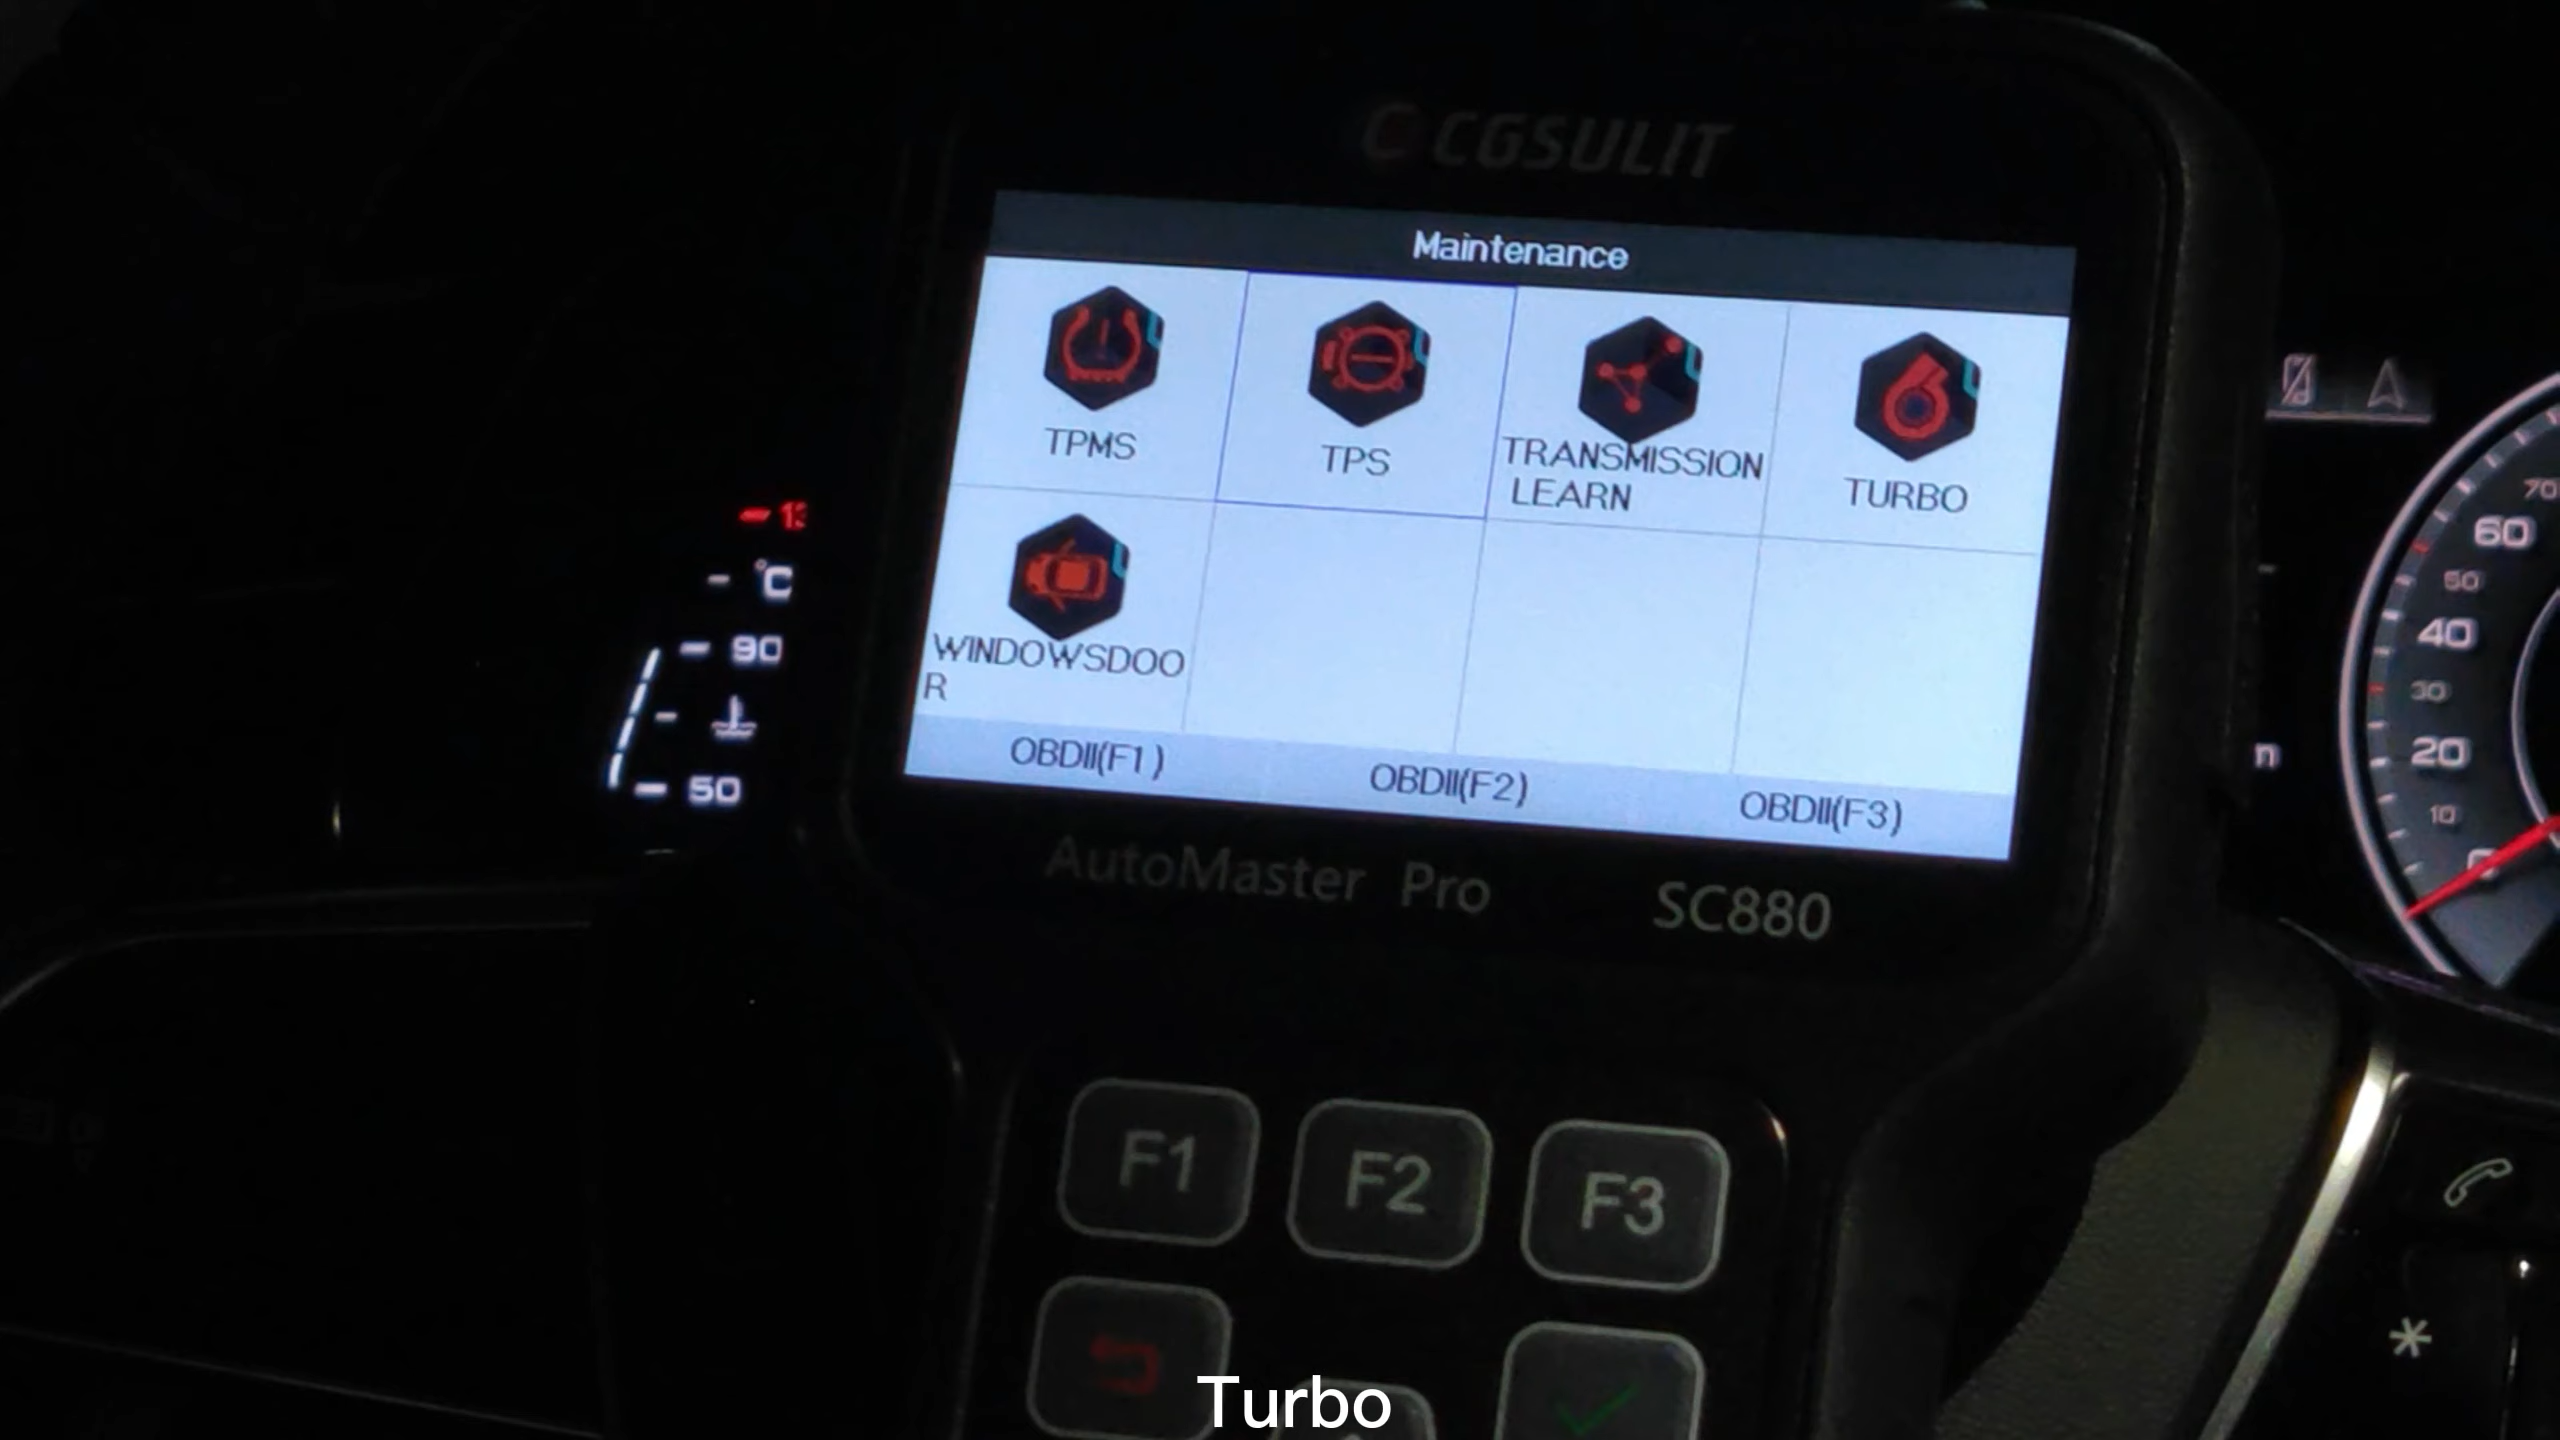 CGSULIT
Maintenance
TPMS
TPS
TRANSMISSION
LEARN
TURBO
WINDOWSDOO
R
OBDII(F1)
OBDII(F2)
OBDII(F3)
AutoMaster Pro
SC880
F1
F2
F3
°C
90
50
70
60
50
40
30
20
10
0
n
*
Turbo